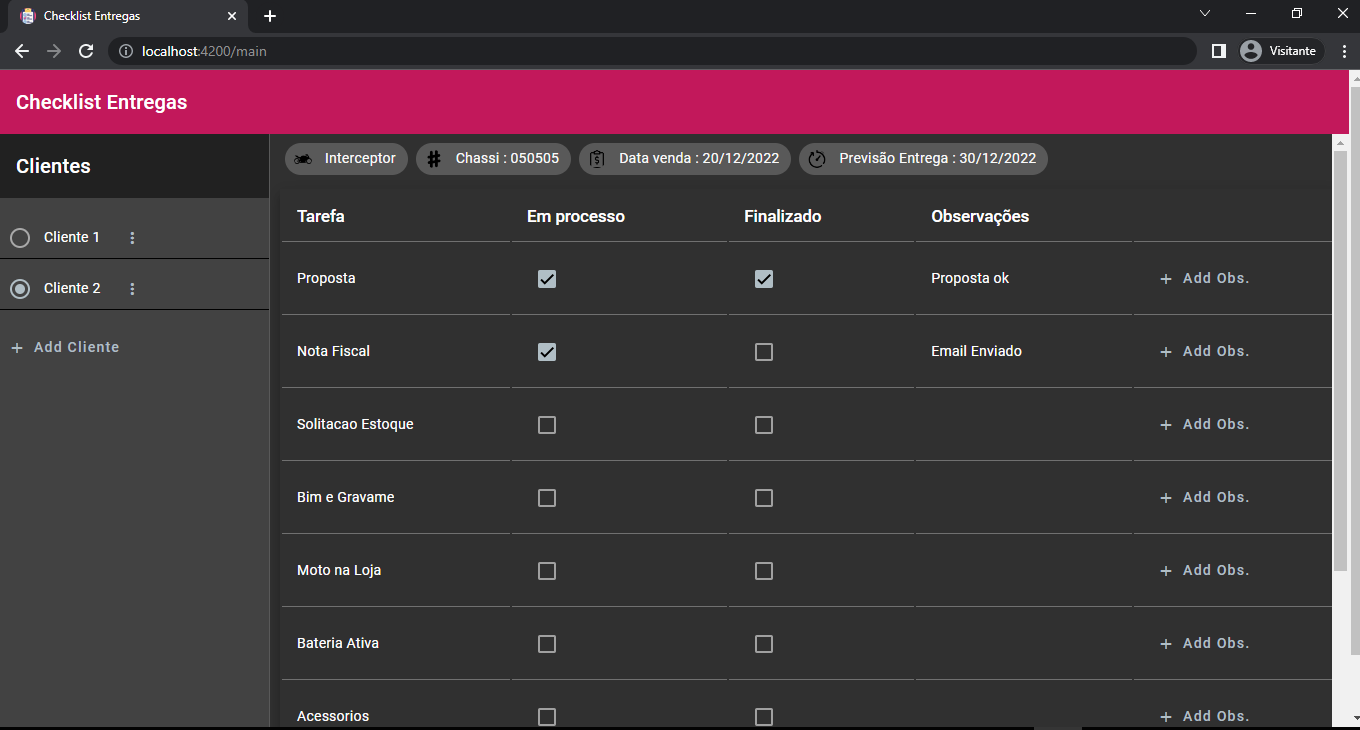 Checklist Entregas
localhost:4200/main
Visitante
Checklist Entregas
Clientes
Interceptor
Chassi : 050505
Data venda : 20/12/2022
Previsão Entrega : 30/12/2022
Tarefa Em processo Finalizado Observações
Cliente 1
Cliente 2
Add Cliente
Proposta Proposta ok + Add Obs.
Nota Fiscal Email Enviado + Add Obs.
Solitacao Estoque + Add Obs.
Bim e Gravame + Add Obs.
Moto na Loja + Add Obs.
Bateria Ativa + Add Obs.
Acessorios + Add Obs.